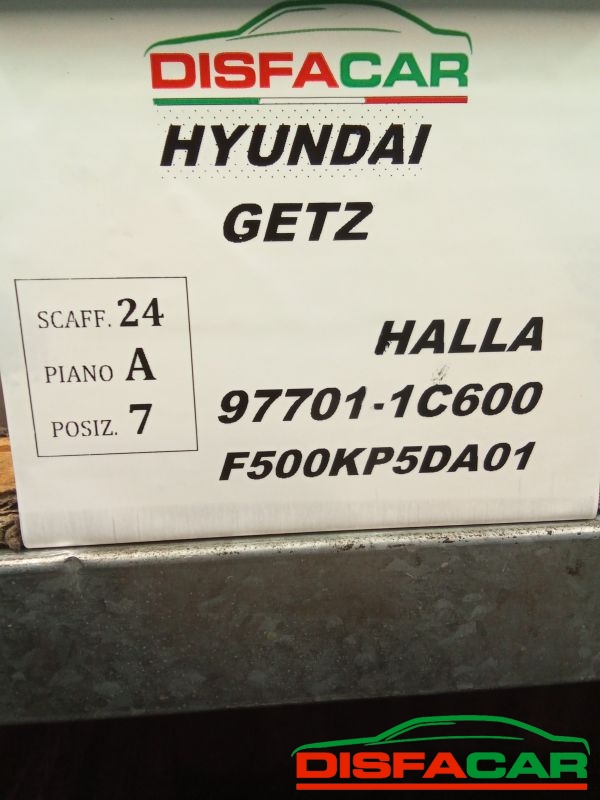 DISFACAR
HYUNDAI
GETZ
SCAFF. 24
PIANO A
POSIZ. 7
HALLA
97701-1C600
F500KP5DA01
DISFACAR